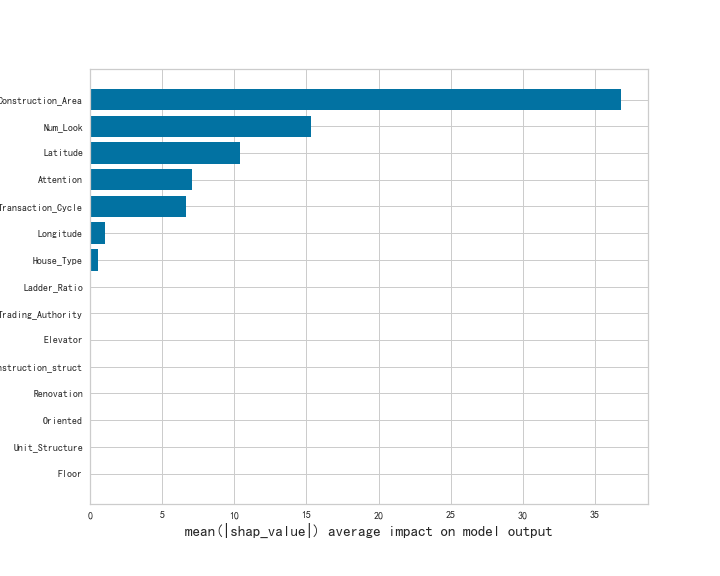 Construction_Area
Num_Look
Latitude
Attention
Transaction_Cycle
Longitude
House_Type
Ladder_Ratio
Trading_Authority
Elevator
nstruction_struct
Renovation
Oriented
Unit_Structure
Floor
0 5 10 15 20 25 30 35
mean(|shap_value|) average impact on model output